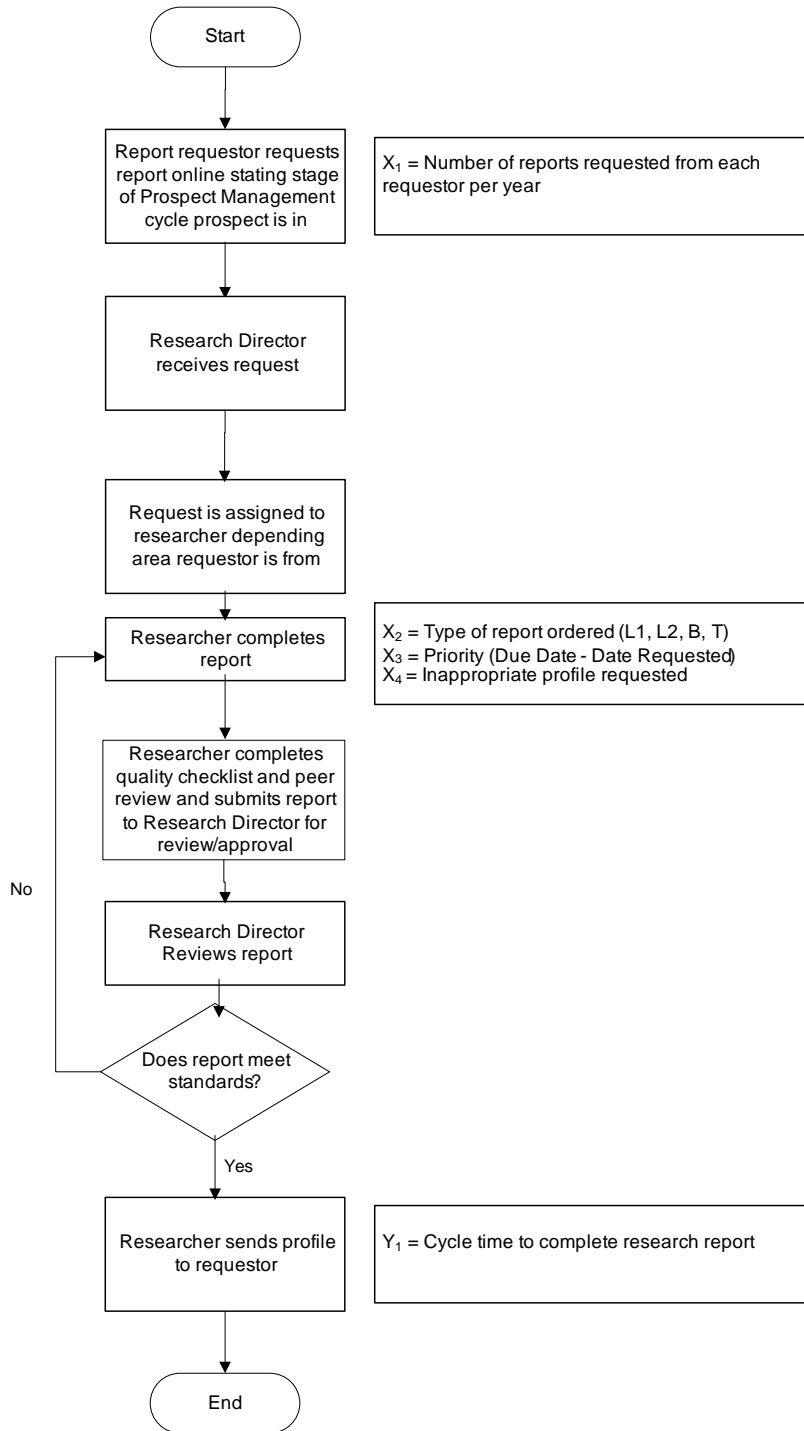 Start
Report requestor requests
report online stating stage
of Prospect Management
cycle prospect is in
X₁ = Number of reports requested from each
requestor per year
Research Director
receives request
Request is assigned to
researcher depending
area requestor is from
Researcher completes
report
X₂ = Type of report ordered (L1, L2, B, T)
X₃ = Priority (Due Date - Date Requested)
X₄ = Inappropriate profile requested
Researcher completes
quality checklist and peer
review and submits report
to Research Director for
review/approval
No
Research Director
Reviews report
Does report meet
standards?
Yes
Researcher sends profile
to requestor
Y₁ = Cycle time to complete research report
End